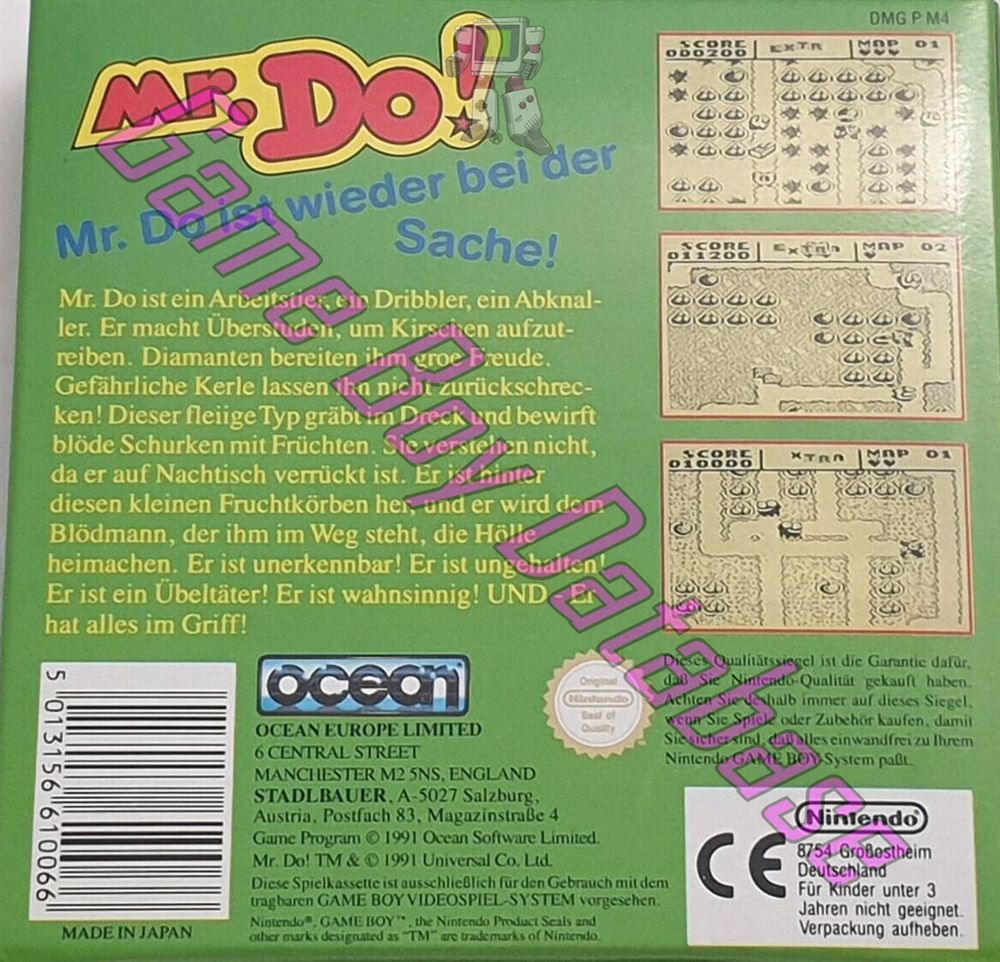 DMG P M4
Mr. Do!
Mr. Do ist wieder bei der
Sache!
Mr. Do ist ein Arbeitstier, ein Dribbler, ein Abknal-
ler. Er macht Überstuden, um Kirschen aufzut-
reiben. Diamanten bereiten ihm groe Freude.
Gefährliche Kerle lassen ihn nicht zurückschrec-
ken! Dieser fleiige Typ gräbt im Dreck und bewirft
blöde Schurken mit Früchten. Sie verstehen nicht,
da er auf Nachtisch verrückt ist. Er ist hinter
diesen kleinen Fruchtkörben her, und er wird dem
Blödmann, der ihm im Weg steht, die Hölle
heimachen. Er ist unerkennbar! Er ist ungehalten!
Er ist ein Übeltäter! Er ist wahnsinnig! UND - Er
hat alles im Griff!
SCORE EXTR MAP 01
000200
SCORE EXTRA MAP 02
011200
SCORE XTRA MAP 01
010000
Game Boy Database
5 013156 610066
MADE IN JAPAN
ocean
OCEAN EUROPE LIMITED
6 CENTRAL STREET
MANCHESTER M2 5NS, ENGLAND
STADLBAUER, A-5027 Salzburg,
Austria, Postfach 83, Magazinstraße 4
Game Program © 1991 Ocean Software Limited.
Mr. Do! TM & © 1991 Universal Co. Ltd.
Diese Spielkassette ist ausschließlich für den Gebrauch mit dem
tragbaren GAME BOY VIDEOSPIEL-SYSTEM vorgesehen.
Nintendo®, GAME BOY™, the Nintendo Product Seals and
other marks designated as "TM" are trademarks of Nintendo.
Original
Nintendo
Seal of
Quality
Dieses Qualitätssiegel ist die Garantie dafür,
daß Sie Nintendo-Qualität gekauft haben.
Achten Sie deshalb immer auf dieses Siegel,
wenn Sie Spiele oder Zubehör kaufen, damit
Sie sicher sind, daß alles einwandfrei zu Ihrem
Nintendo GAME BOY-System paßt.
CE
Nintendo
8754 Großostheim
Deutschland
Für Kinder unter 3
Jahren nicht geeignet.
Verpackung aufheben.